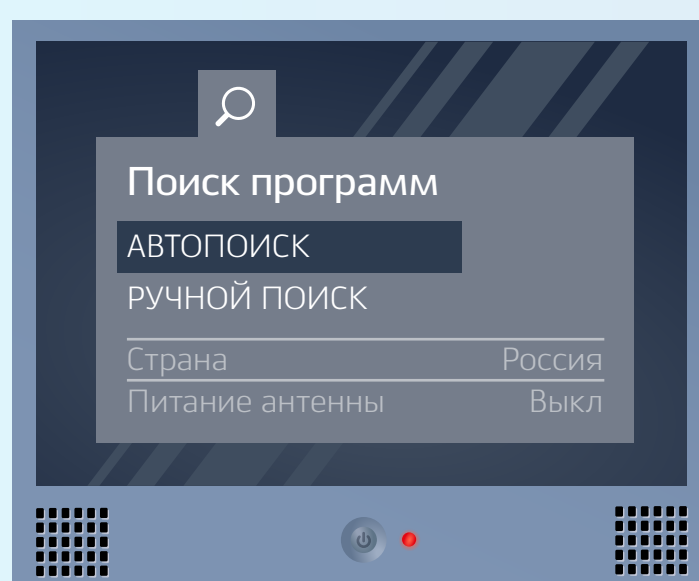 Поиск программ
АВТОПОИСК
РУЧНОЙ ПОИСК
Страна Россия
Питание антенны Выкл